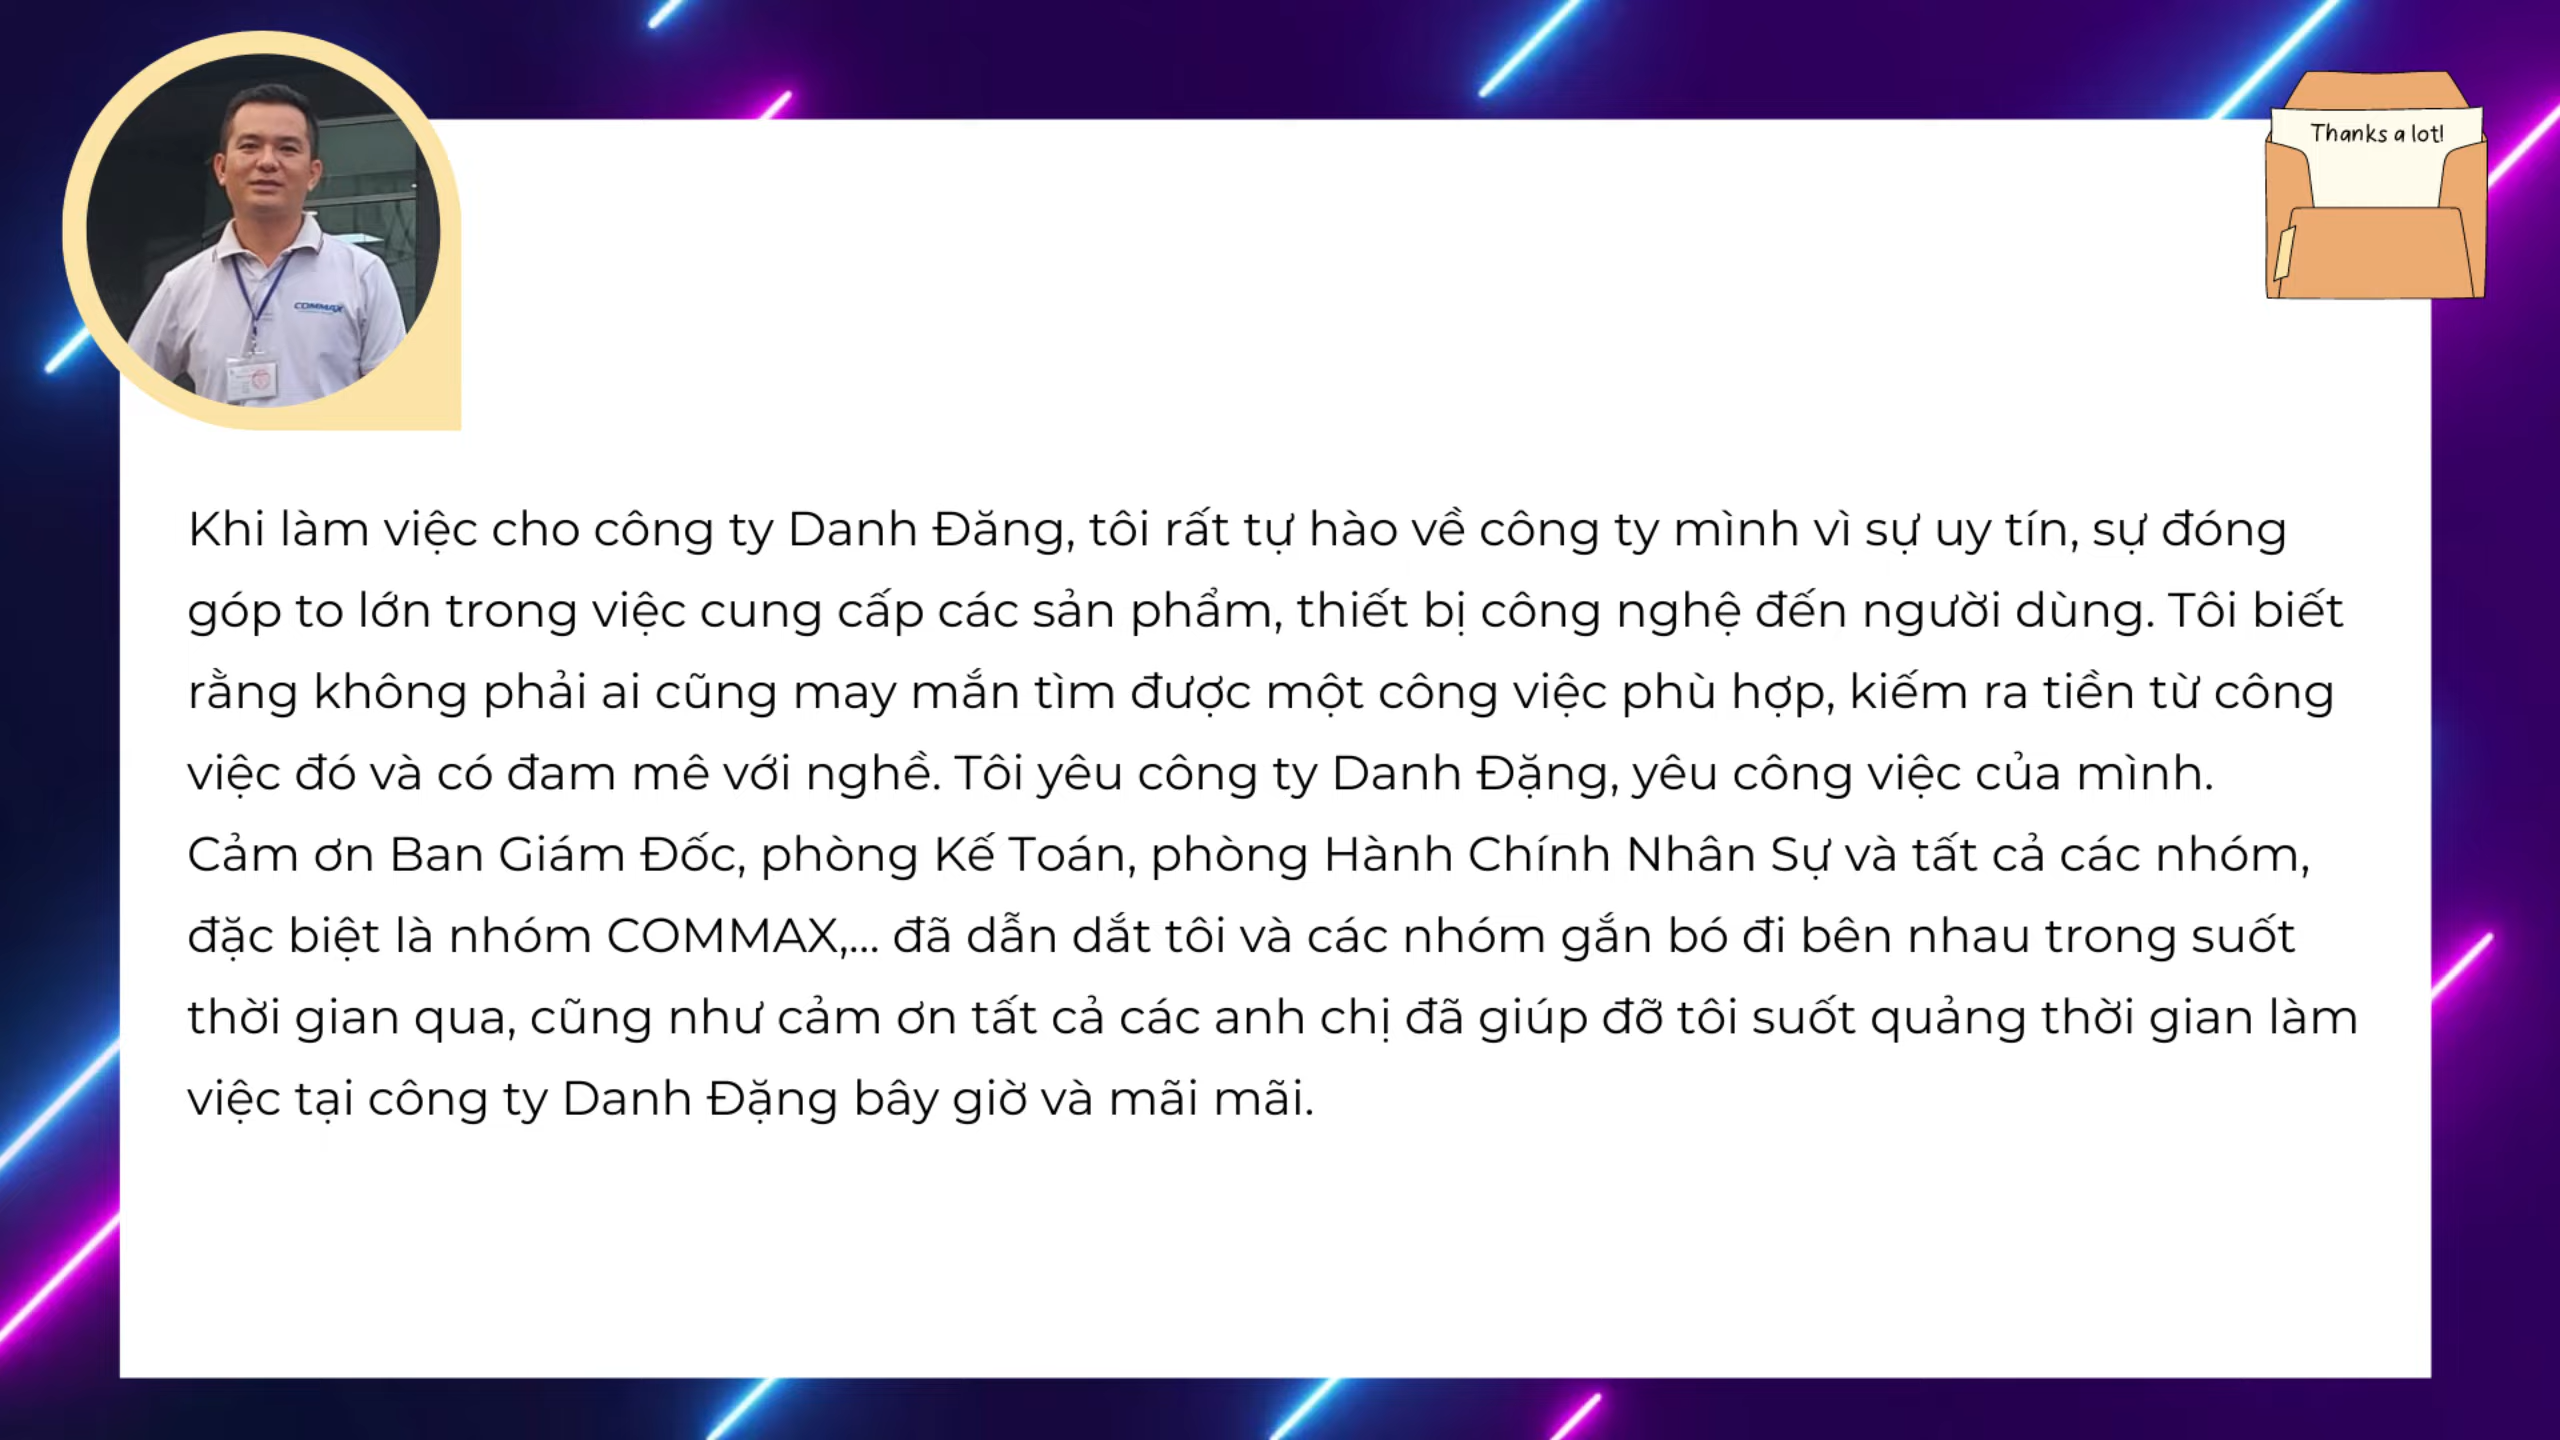 Thanks a lot!
COMMAX
Khi làm việc cho công ty Danh Đăng, tôi rất tự hào về công ty mình vì sự uy tín, sự đóng
góp to lớn trong việc cung cấp các sản phẩm, thiết bị công nghệ đến người dùng. Tôi biết
rằng không phải ai cũng may mắn tìm được một công việc phù hợp, kiếm ra tiền từ công
việc đó và có đam mê với nghề. Tôi yêu công ty Danh Đặng, yêu công việc của mình.
Cảm ơn Ban Giám Đốc, phòng Kế Toán, phòng Hành Chính Nhân Sự và tất cả các nhóm,
đặc biệt là nhóm COMMAX,... đã dẫn dắt tôi và các nhóm gắn bó đi bên nhau trong suốt
thời gian qua, cũng như cảm ơn tất cả các anh chị đã giúp đỡ tôi suốt quảng thời gian làm
việc tại công ty Danh Đặng bây giờ và mãi mãi.